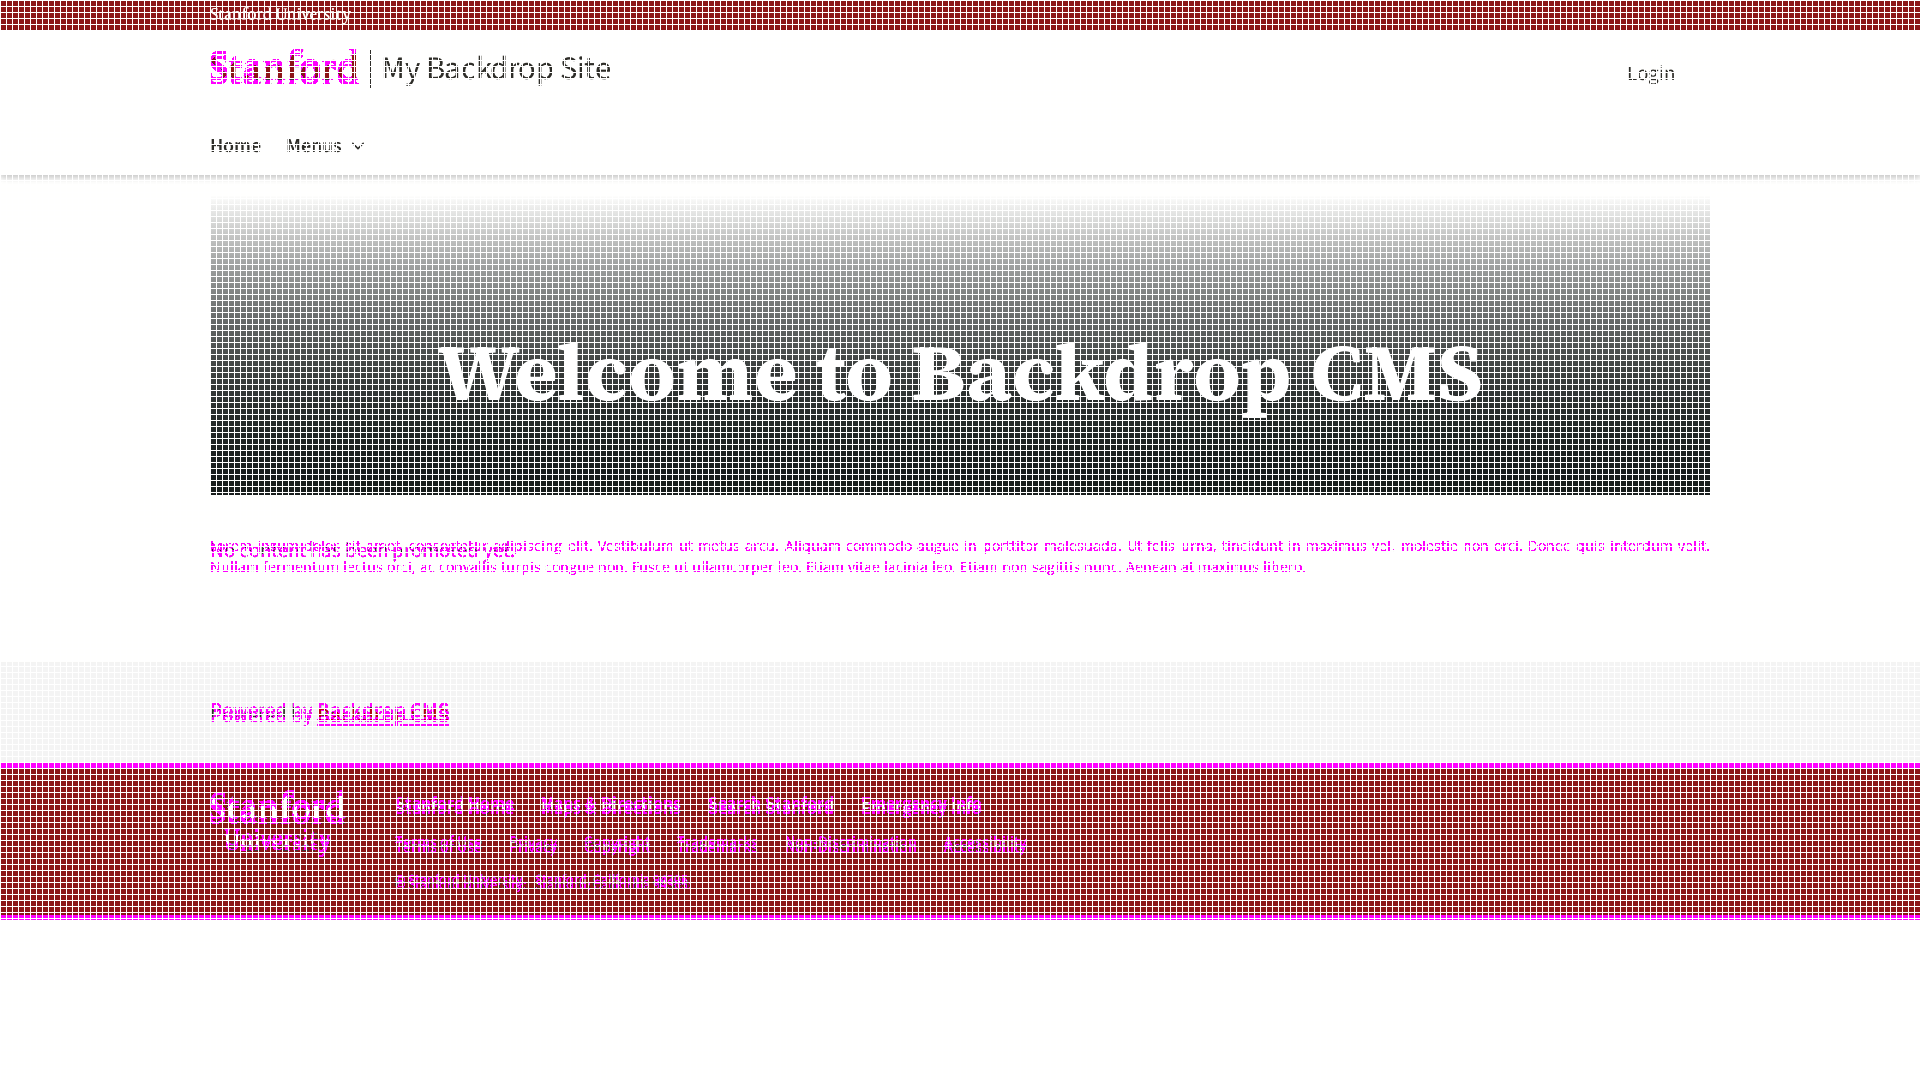 Stanford University
Stanford My Backdrop Site
Login
Home Menus
Welcome to Backdrop CMS
No content has been promoted yet.
Lorem ipsum dolor sit amet, consectetur adipiscing elit. Vestibulum ut metus arcu. Aliquam commodo augue in porttitor malesuada. Ut felis urna, tincidunt in maximus vel, molestie non orci. Donec quis interdum velit.
Nullam fermentum lectus orci, ac convallis turpis congue non. Fusce ut ullamcorper leo. Etiam vitae lacinia leo. Etiam non sagittis nunc. Aenean at maximus libero.
Powered by Backdrop CMS
Stanford
University
Stanford Home Maps & Directions Search Stanford Emergency Info
Terms of Use Privacy Copyright Trademarks Non-Discrimination Accessibility